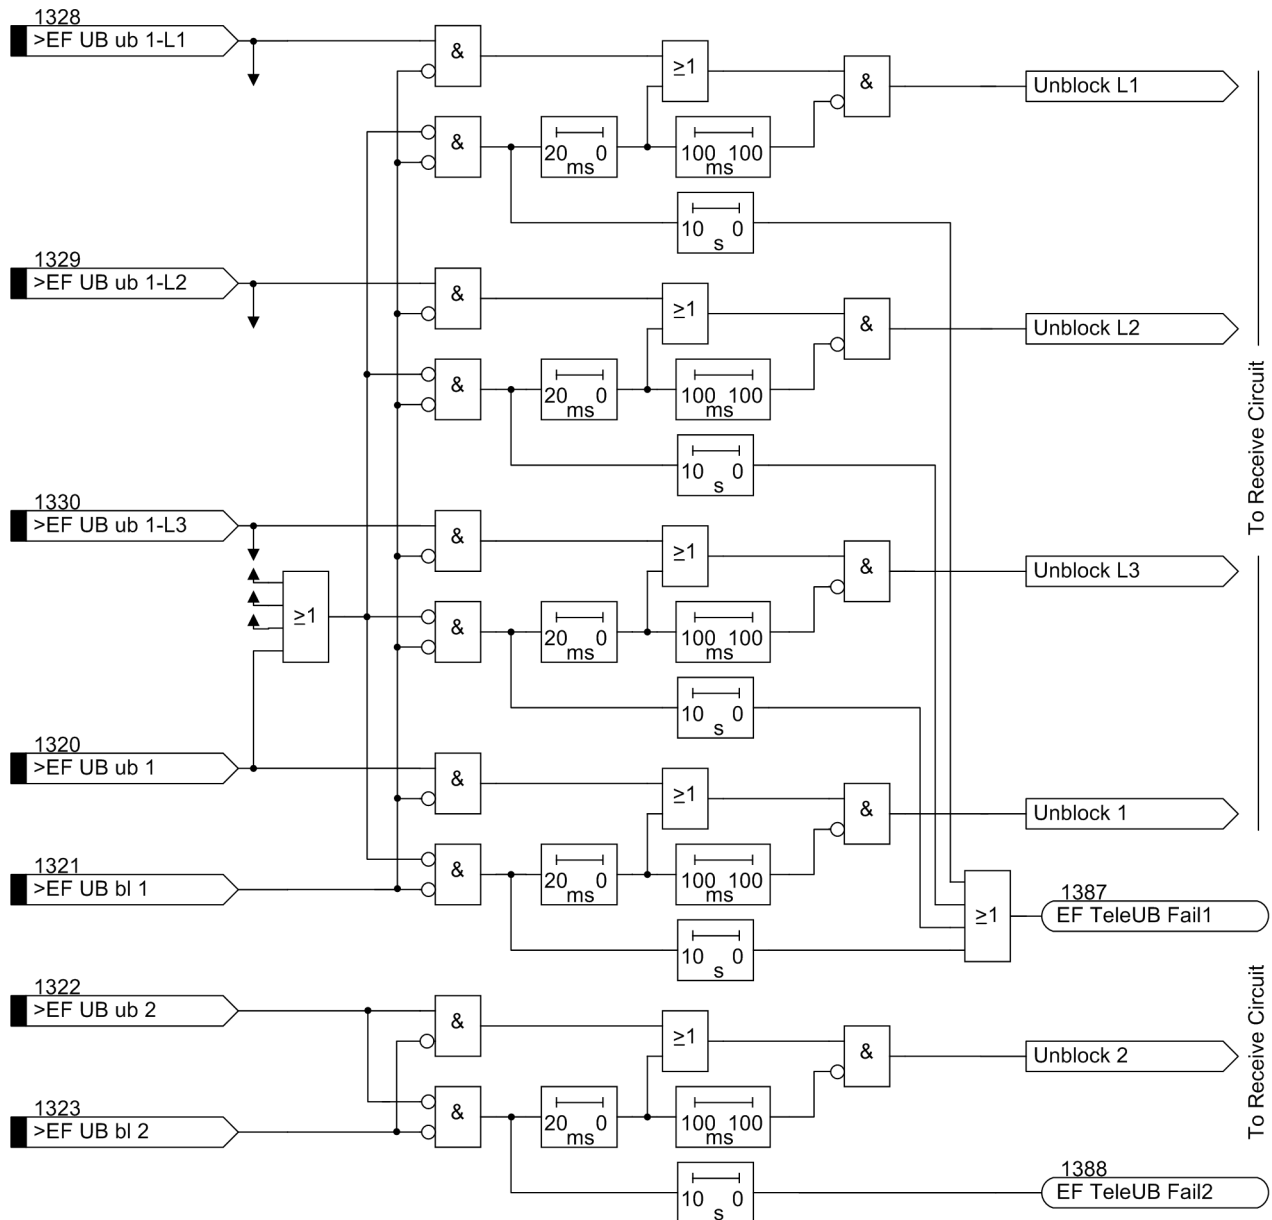 1328
>EF UB ub 1-L1
&
≥1
&
Unblock L1
&
20 0
ms
100 100
ms
10 0
s
1329
>EF UB ub 1-L2
&
≥1
&
Unblock L2
&
20 0
ms
100 100
ms
10 0
s
To Receive Circuit
1330
>EF UB ub 1-L3
&
≥1
&
Unblock L3
≥1
&
20 0
ms
100 100
ms
10 0
s
1320
>EF UB ub 1
&
≥1
&
Unblock 1
1321
>EF UB bl 1
&
20 0
ms
100 100
ms
10 0
s
≥1
1387
EF TeleUB Fail1
1322
>EF UB ub 2
&
≥1
&
Unblock 2
To Receive Circuit
1323
>EF UB bl 2
&
20 0
ms
100 100
ms
10 0
s
1388
EF TeleUB Fail2